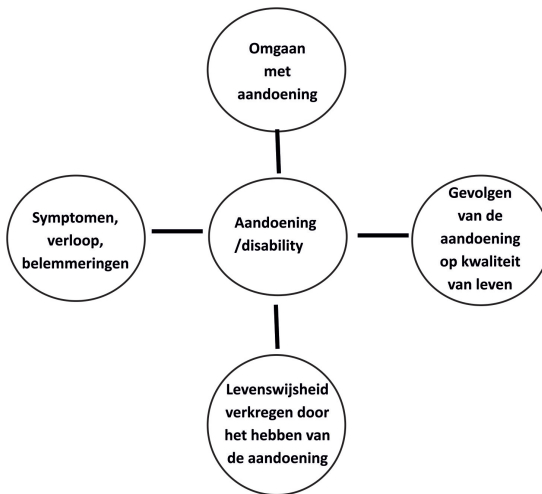 Omgaan
met
aandoening
Symptomen,
verloop,
belemmeringen
Aandoening
/disability
Gevolgen
van de
aandoening
op kwaliteit
van leven
Levenswijsheid
verkregen door
het hebben van
de aandoening